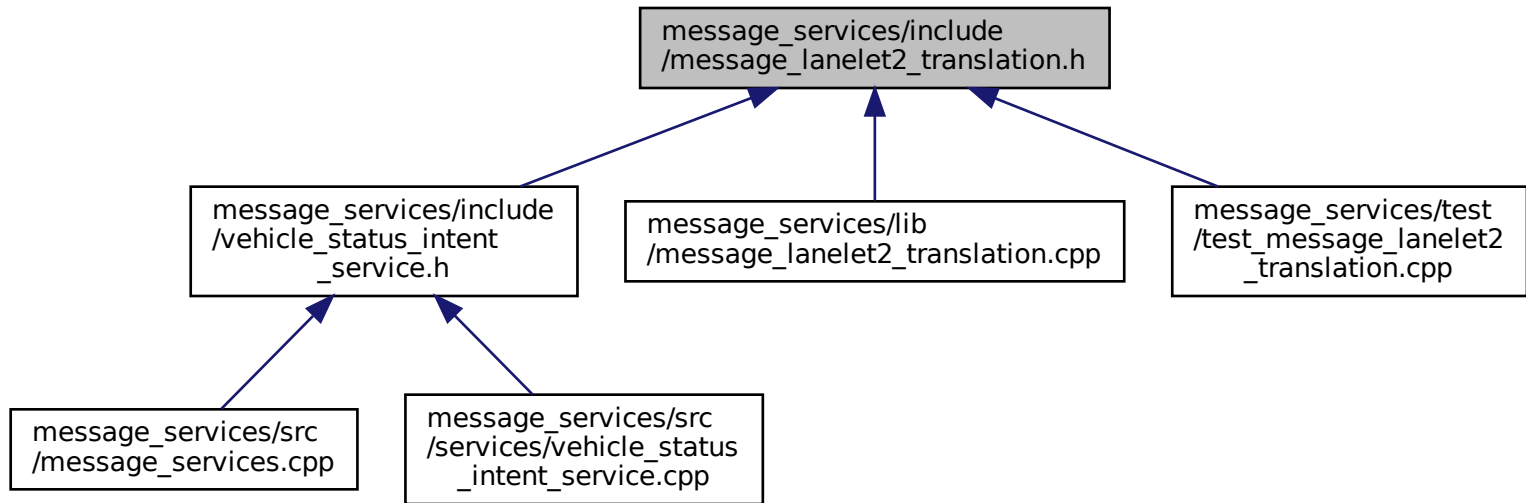 message_services/include
/message_lanelet2_translation.h
message_services/include
/vehicle_status_intent
_service.h
message_services/lib
/message_lanelet2_translation.cpp
message_services/test
/test_message_lanelet2
_translation.cpp
message_services/src
/message_services.cpp
message_services/src
/services/vehicle_status
_intent_service.cpp